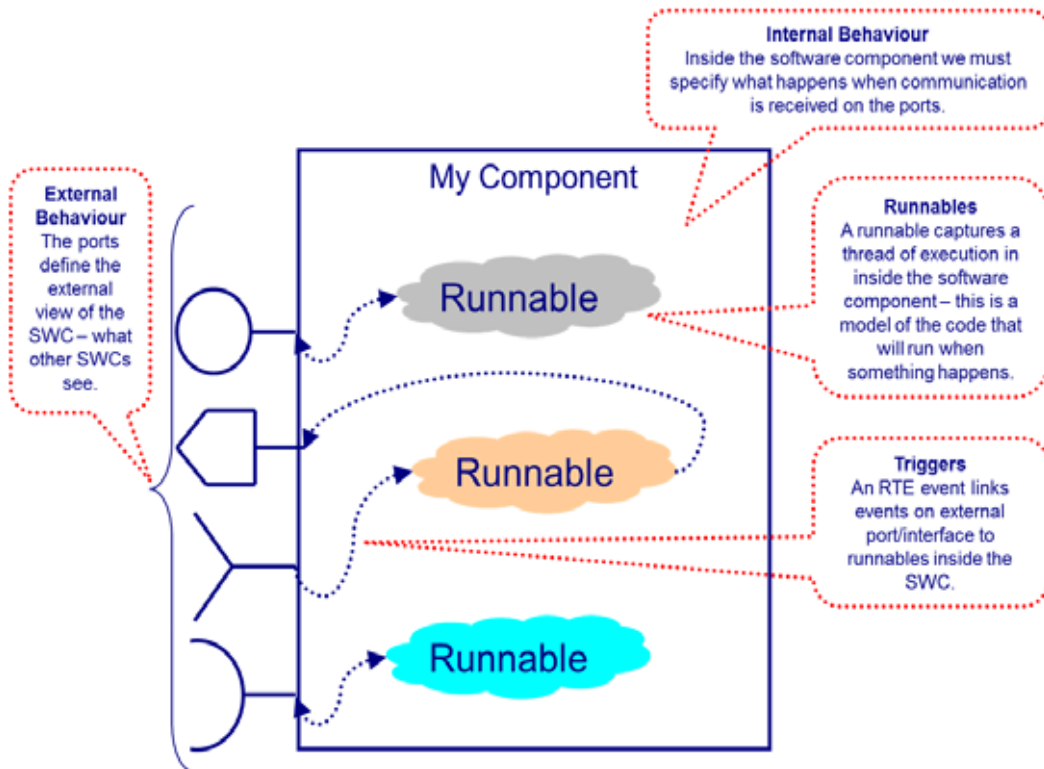 Internal Behaviour
Inside the software component we must
specify what happens when communication
is received on the ports.
My Component
External
Behaviour
The ports
define the
external
view of the
SWC – what
other SWCs
see.
Runnable
Runnables
A runnable captures a
thread of execution in
inside the software
component – this is a
model of the code that
will run when
something happens.
Runnable
Triggers
An RTE event links
events on external
port/interface to
runnables inside the
SWC.
Runnable